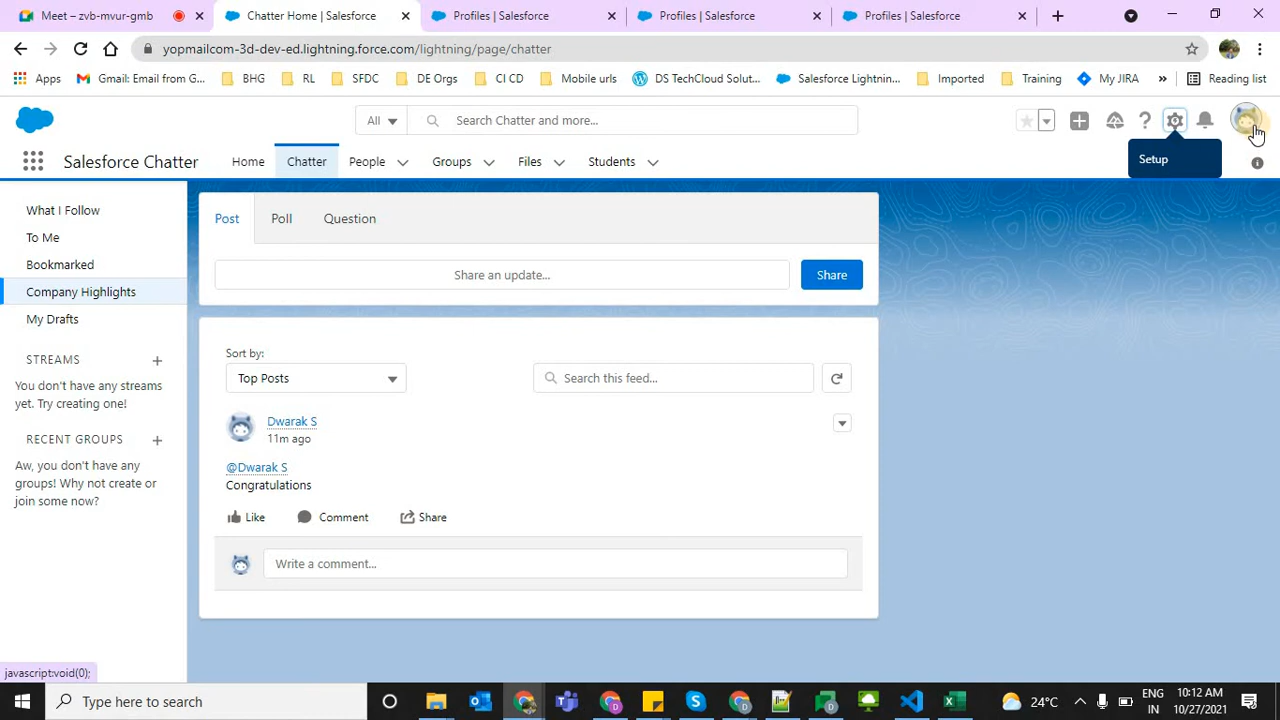 Meet – zvb-mvur-gmb
Chatter Home | Salesforce
Profiles | Salesforce
Profiles | Salesforce
Profiles | Salesforce
yopmailcom-3d-dev-ed.lightning.force.com/lightning/page/chatter
Apps
Gmail: Email from G...
BHG
RL
SFDC
DE Orgs
CI CD
Mobile urls
DS TechCloud Solut...
Salesforce Lightnin...
Imported
Training
My JIRA
»
Reading list
All
Search Chatter and more...
Salesforce Chatter
Home
Chatter
People
Groups
Files
Students
Setup
What I Follow
To Me
Bookmarked
Company Highlights
My Drafts
STREAMS
You don't have any streams
yet. Try creating one!
RECENT GROUPS
Aw, you don't have any
groups! Why not create or
join some now?
Post
Poll
Question
Share an update...
Share
Sort by:
Top Posts
Search this feed...
Dwarak S
11m ago
@Dwarak S
Congratulations
Like
Comment
Share
Write a comment...
javascript:void(0);
Type here to search
24°C
ENG
IN
10:12 AM
10/27/2021